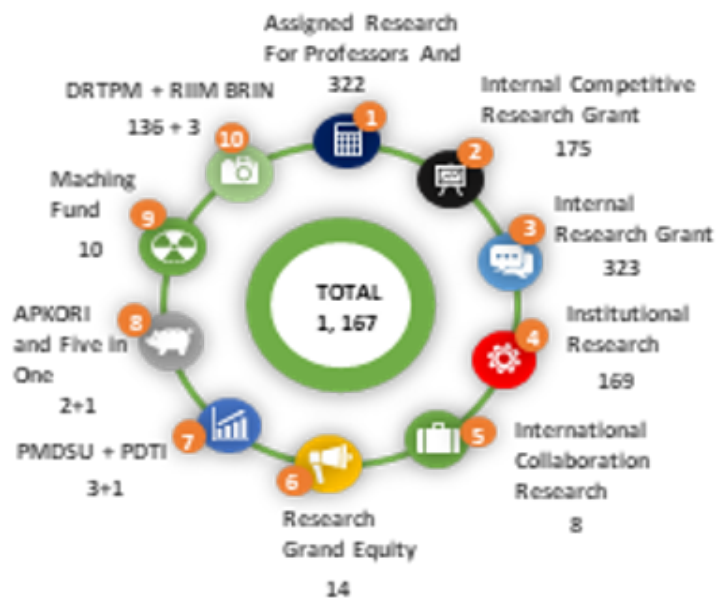 Assigned Research
For Professors And
322
1
Internal Competitive
Research Grant
175
2
Internal
Research Grant
323
3
Institutional
Research
169
4
International
Collaboration
Research
8
5
Research
Grand Equity
14
6
PMDSU + PDTI
3+1
7
APKORI
and Five in
One
2+1
8
Maching
Fund
10
9
DRTPM + RIIM BRIN
136 + 3
10
TOTAL
1, 167